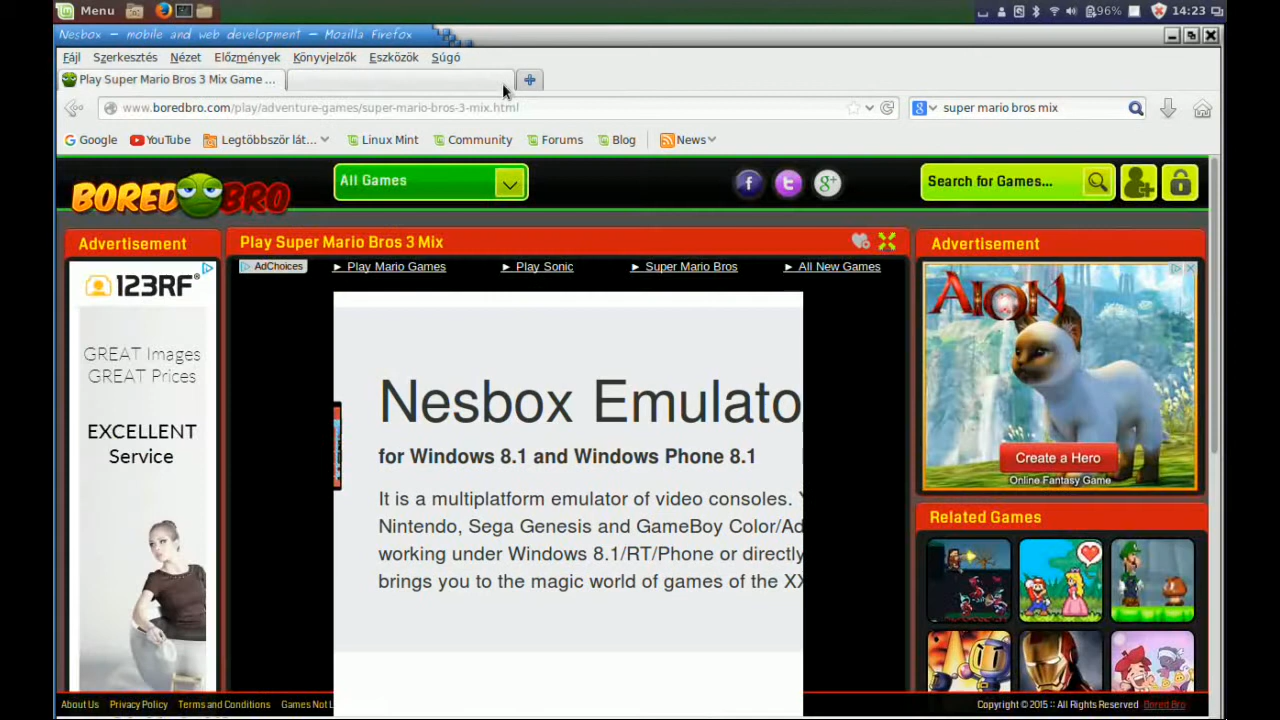 Menu
96%
14:23
Nesbox — mobile and web development — Mozilla Firefox
Fájl Szerkesztés Nézet Előzmények Könyvjelzők Eszközök Súgó
Play Super Mario Bros 3 Mix Game ...
www.boredbro.com/play/adventure-games/super-mario-bros-3-mix.html
super mario bros mix
Google YouTube Legtöbbször lát... Linux Mint Community Forums Blog News
BORED BRO
All Games
Search for Games...
Advertisement
Play Super Mario Bros 3 Mix
Advertisement
AdChoices
► Play Mario Games
► Play Sonic
► Super Mario Bros
► All New Games
123RF®
GREAT Images
GREAT Prices
EXCELLENT
Service
Nesbox Emulato
for Windows 8.1 and Windows Phone 8.1
It is a multiplatform emulator of video consoles. Y
Nintendo, Sega Genesis and GameBoy Color/Ad
working under Windows 8.1/RT/Phone or directly
brings you to the magic world of games of the XX
AION
Create a Hero
Online Fantasy Game
Related Games
About Us Privacy Policy Terms and Conditions Games Not L
Copyright © 2015 :: All Rights Reserved Bored Bro